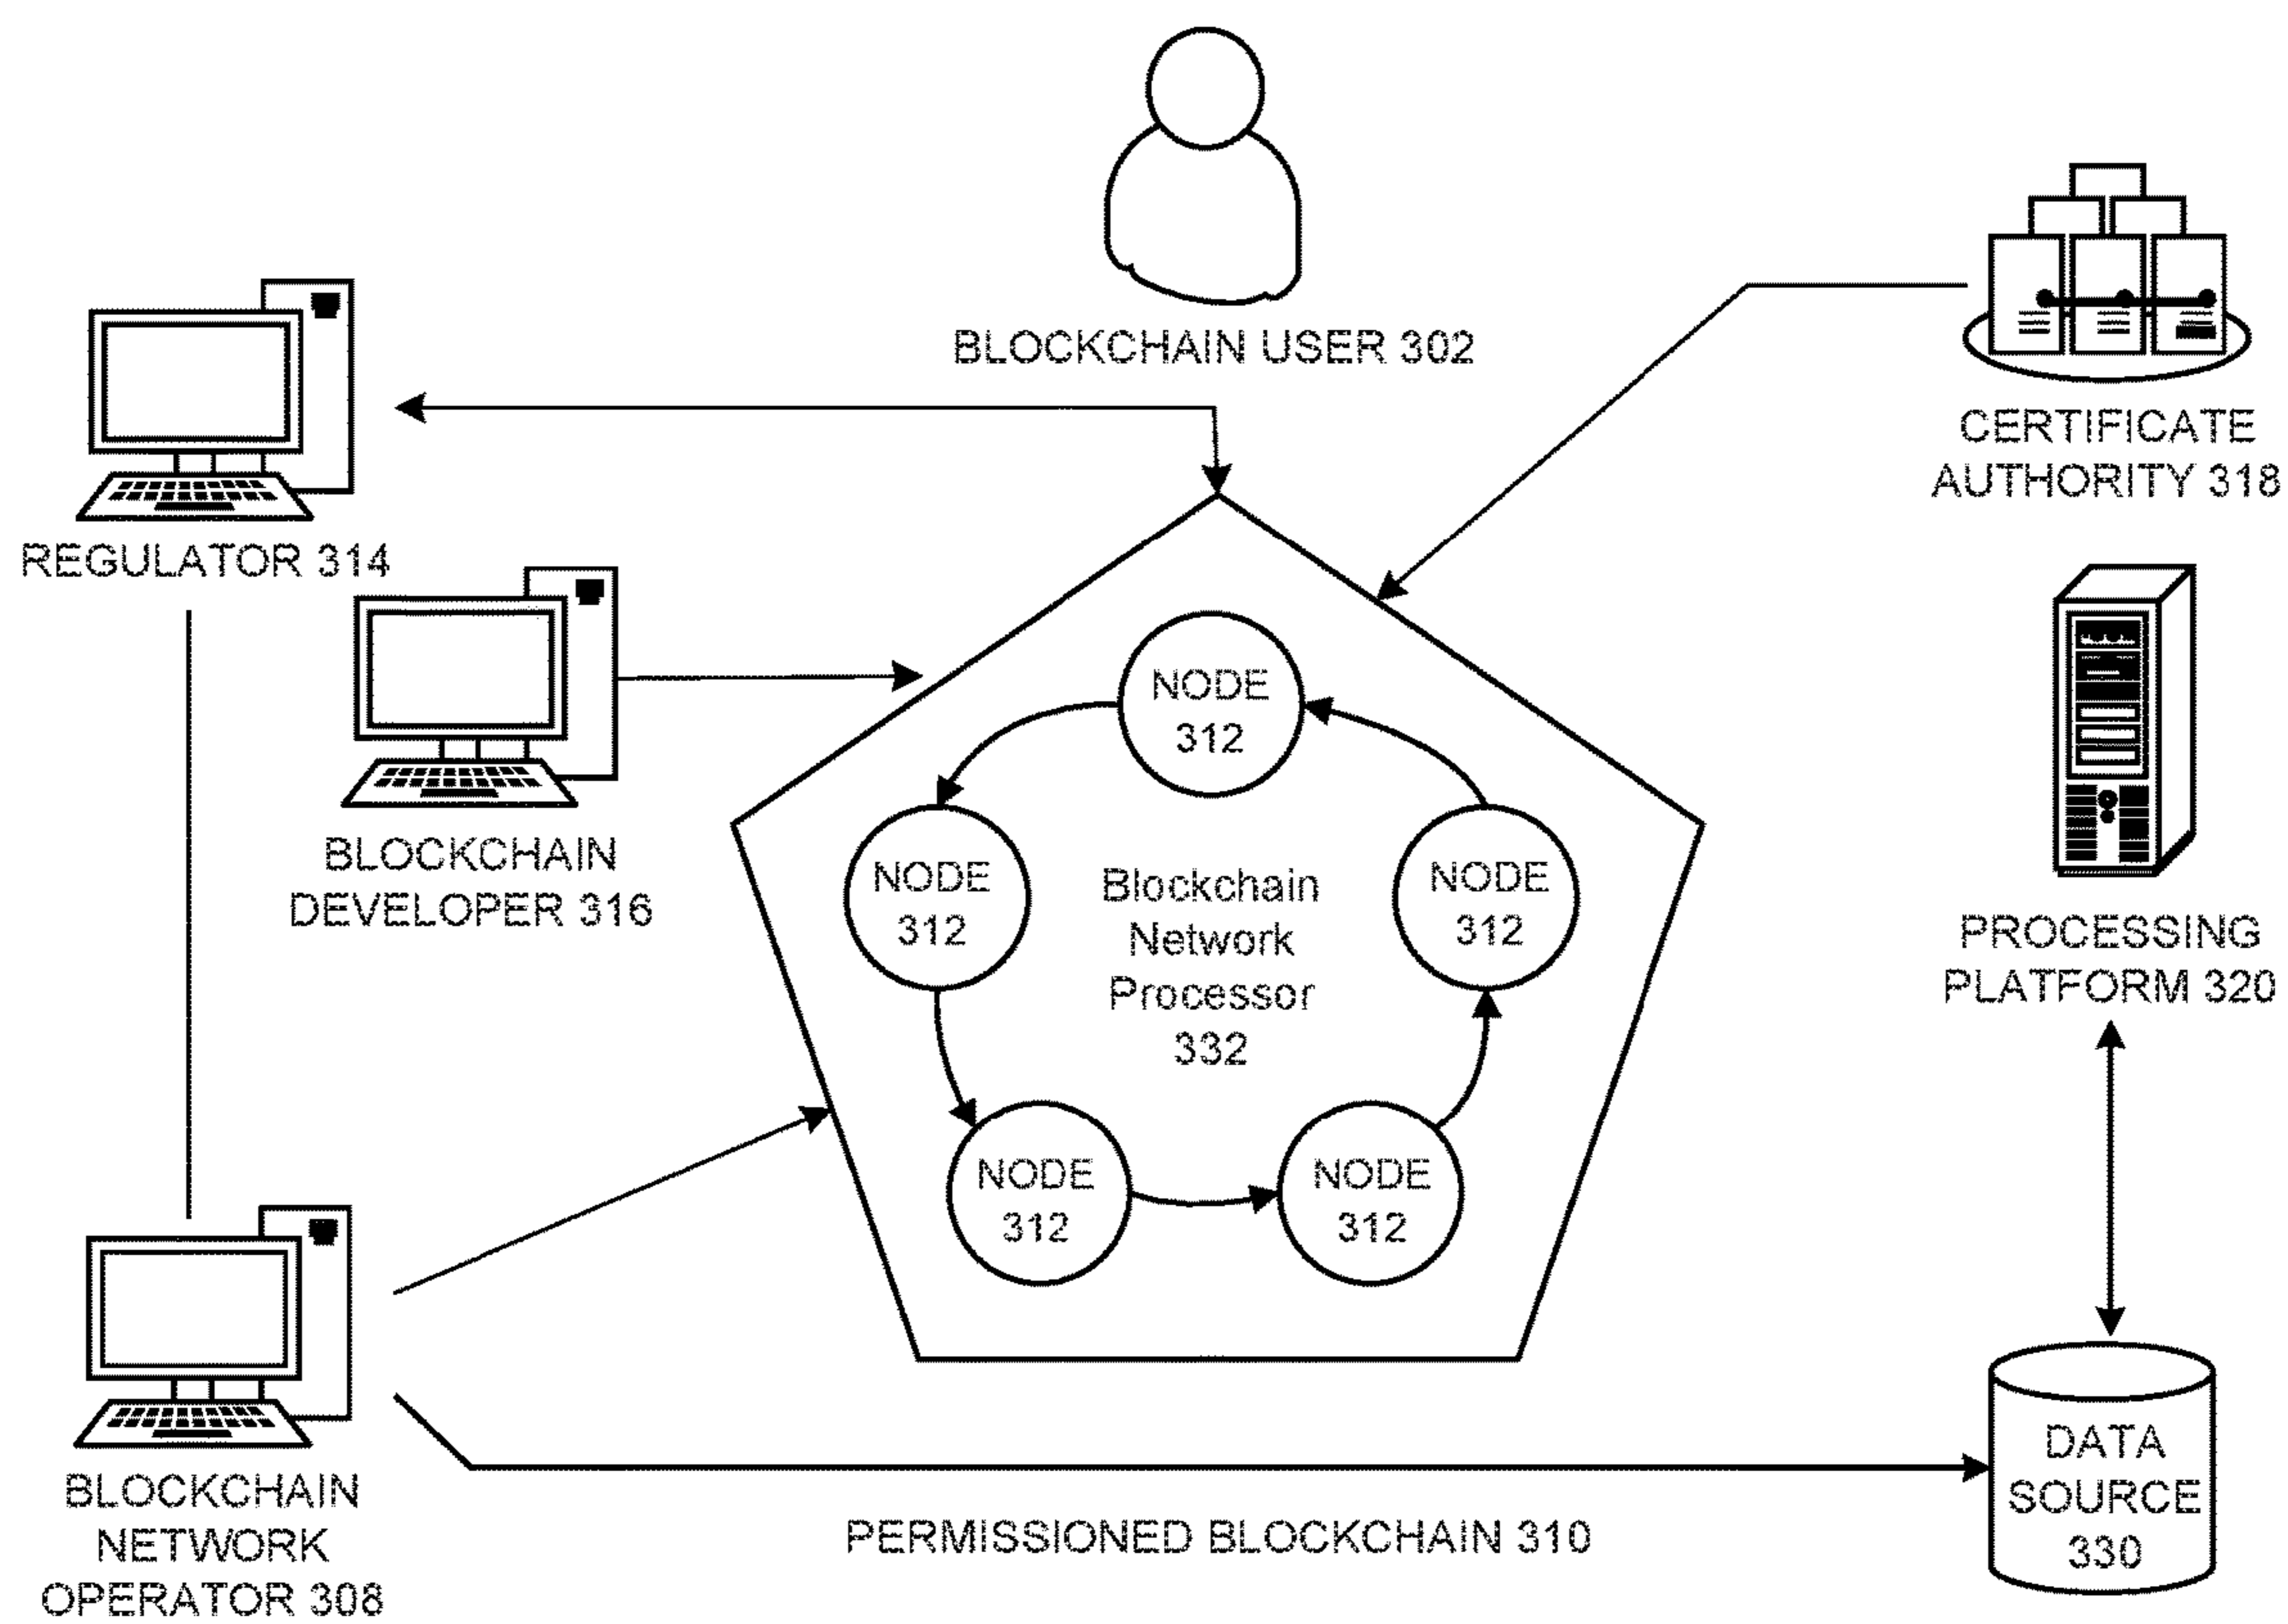 BLOCKCHAIN USER 302
CERTIFICATE
AUTHORITY 318
REGULATOR 314
BLOCKCHAIN
DEVELOPER 316
NODE
312
NODE
312
Blockchain
Network
Processor
332
NODE
312
PROCESSING
PLATFORM 320
NODE
312
NODE
312
BLOCKCHAIN
NETWORK
OPERATOR 308
PERMISSIONED BLOCKCHAIN 310
DATA
SOURCE
330